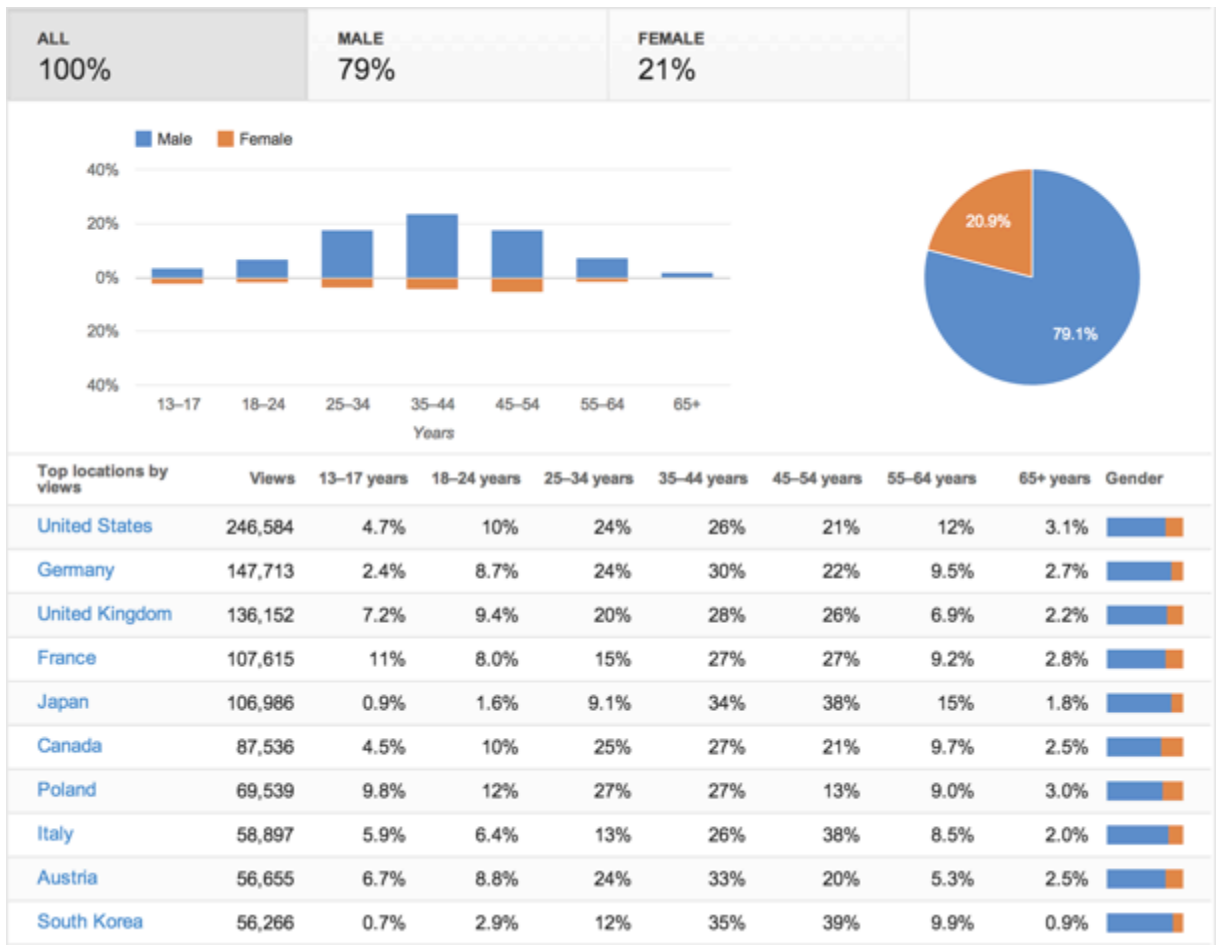 ALL MALE FEMALE
100% 79% 21%
Male Female
40%
20%
0%
20%
40%
13–17 18–24 25–34 35–44 45–54 55–64 65+
Years
20.9%
79.1%
Top locations by views Views 13–17 years 18–24 years 25–34 years 35–44 years 45–54 years 55–64 years 65+ years Gender
United States 246,584 4.7% 10% 24% 26% 21% 12% 3.1%
Germany 147,713 2.4% 8.7% 24% 30% 22% 9.5% 2.7%
United Kingdom 136,152 7.2% 9.4% 20% 28% 26% 6.9% 2.2%
France 107,615 11% 8.0% 15% 27% 27% 9.2% 2.8%
Japan 106,986 0.9% 1.6% 9.1% 34% 38% 15% 1.8%
Canada 87,536 4.5% 10% 25% 27% 21% 9.7% 2.5%
Poland 69,539 9.8% 12% 27% 27% 13% 9.0% 3.0%
Italy 58,897 5.9% 6.4% 13% 26% 38% 8.5% 2.0%
Austria 56,655 6.7% 8.8% 24% 33% 20% 5.3% 2.5%
South Korea 56,266 0.7% 2.9% 12% 35% 39% 9.9% 0.9%